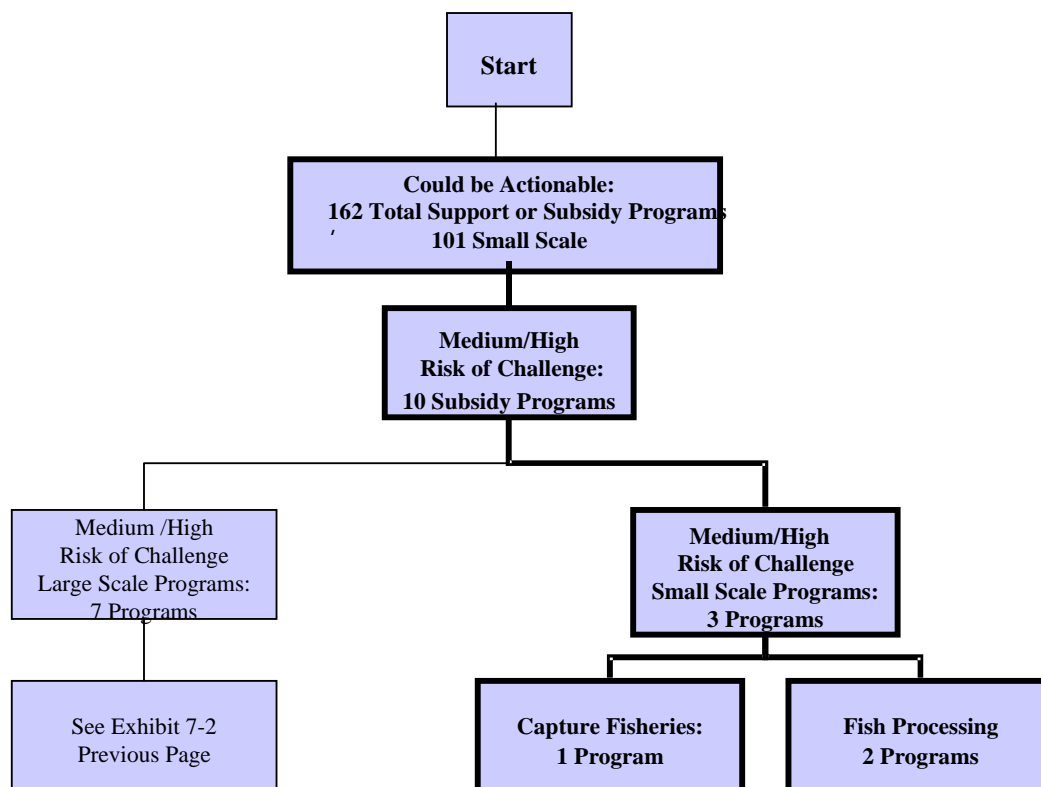 Start
Could be Actionable:
162 Total Support or Subsidy Programs
101 Small Scale
Medium/High
Risk of Challenge:
10 Subsidy Programs
Medium /High
Risk of Challenge
Large Scale Programs:
7 Programs
Medium/High
Risk of Challenge
Small Scale Programs:
3 Programs
See Exhibit 7-2
Previous Page
Capture Fisheries:
1 Program
Fish Processing
2 Programs